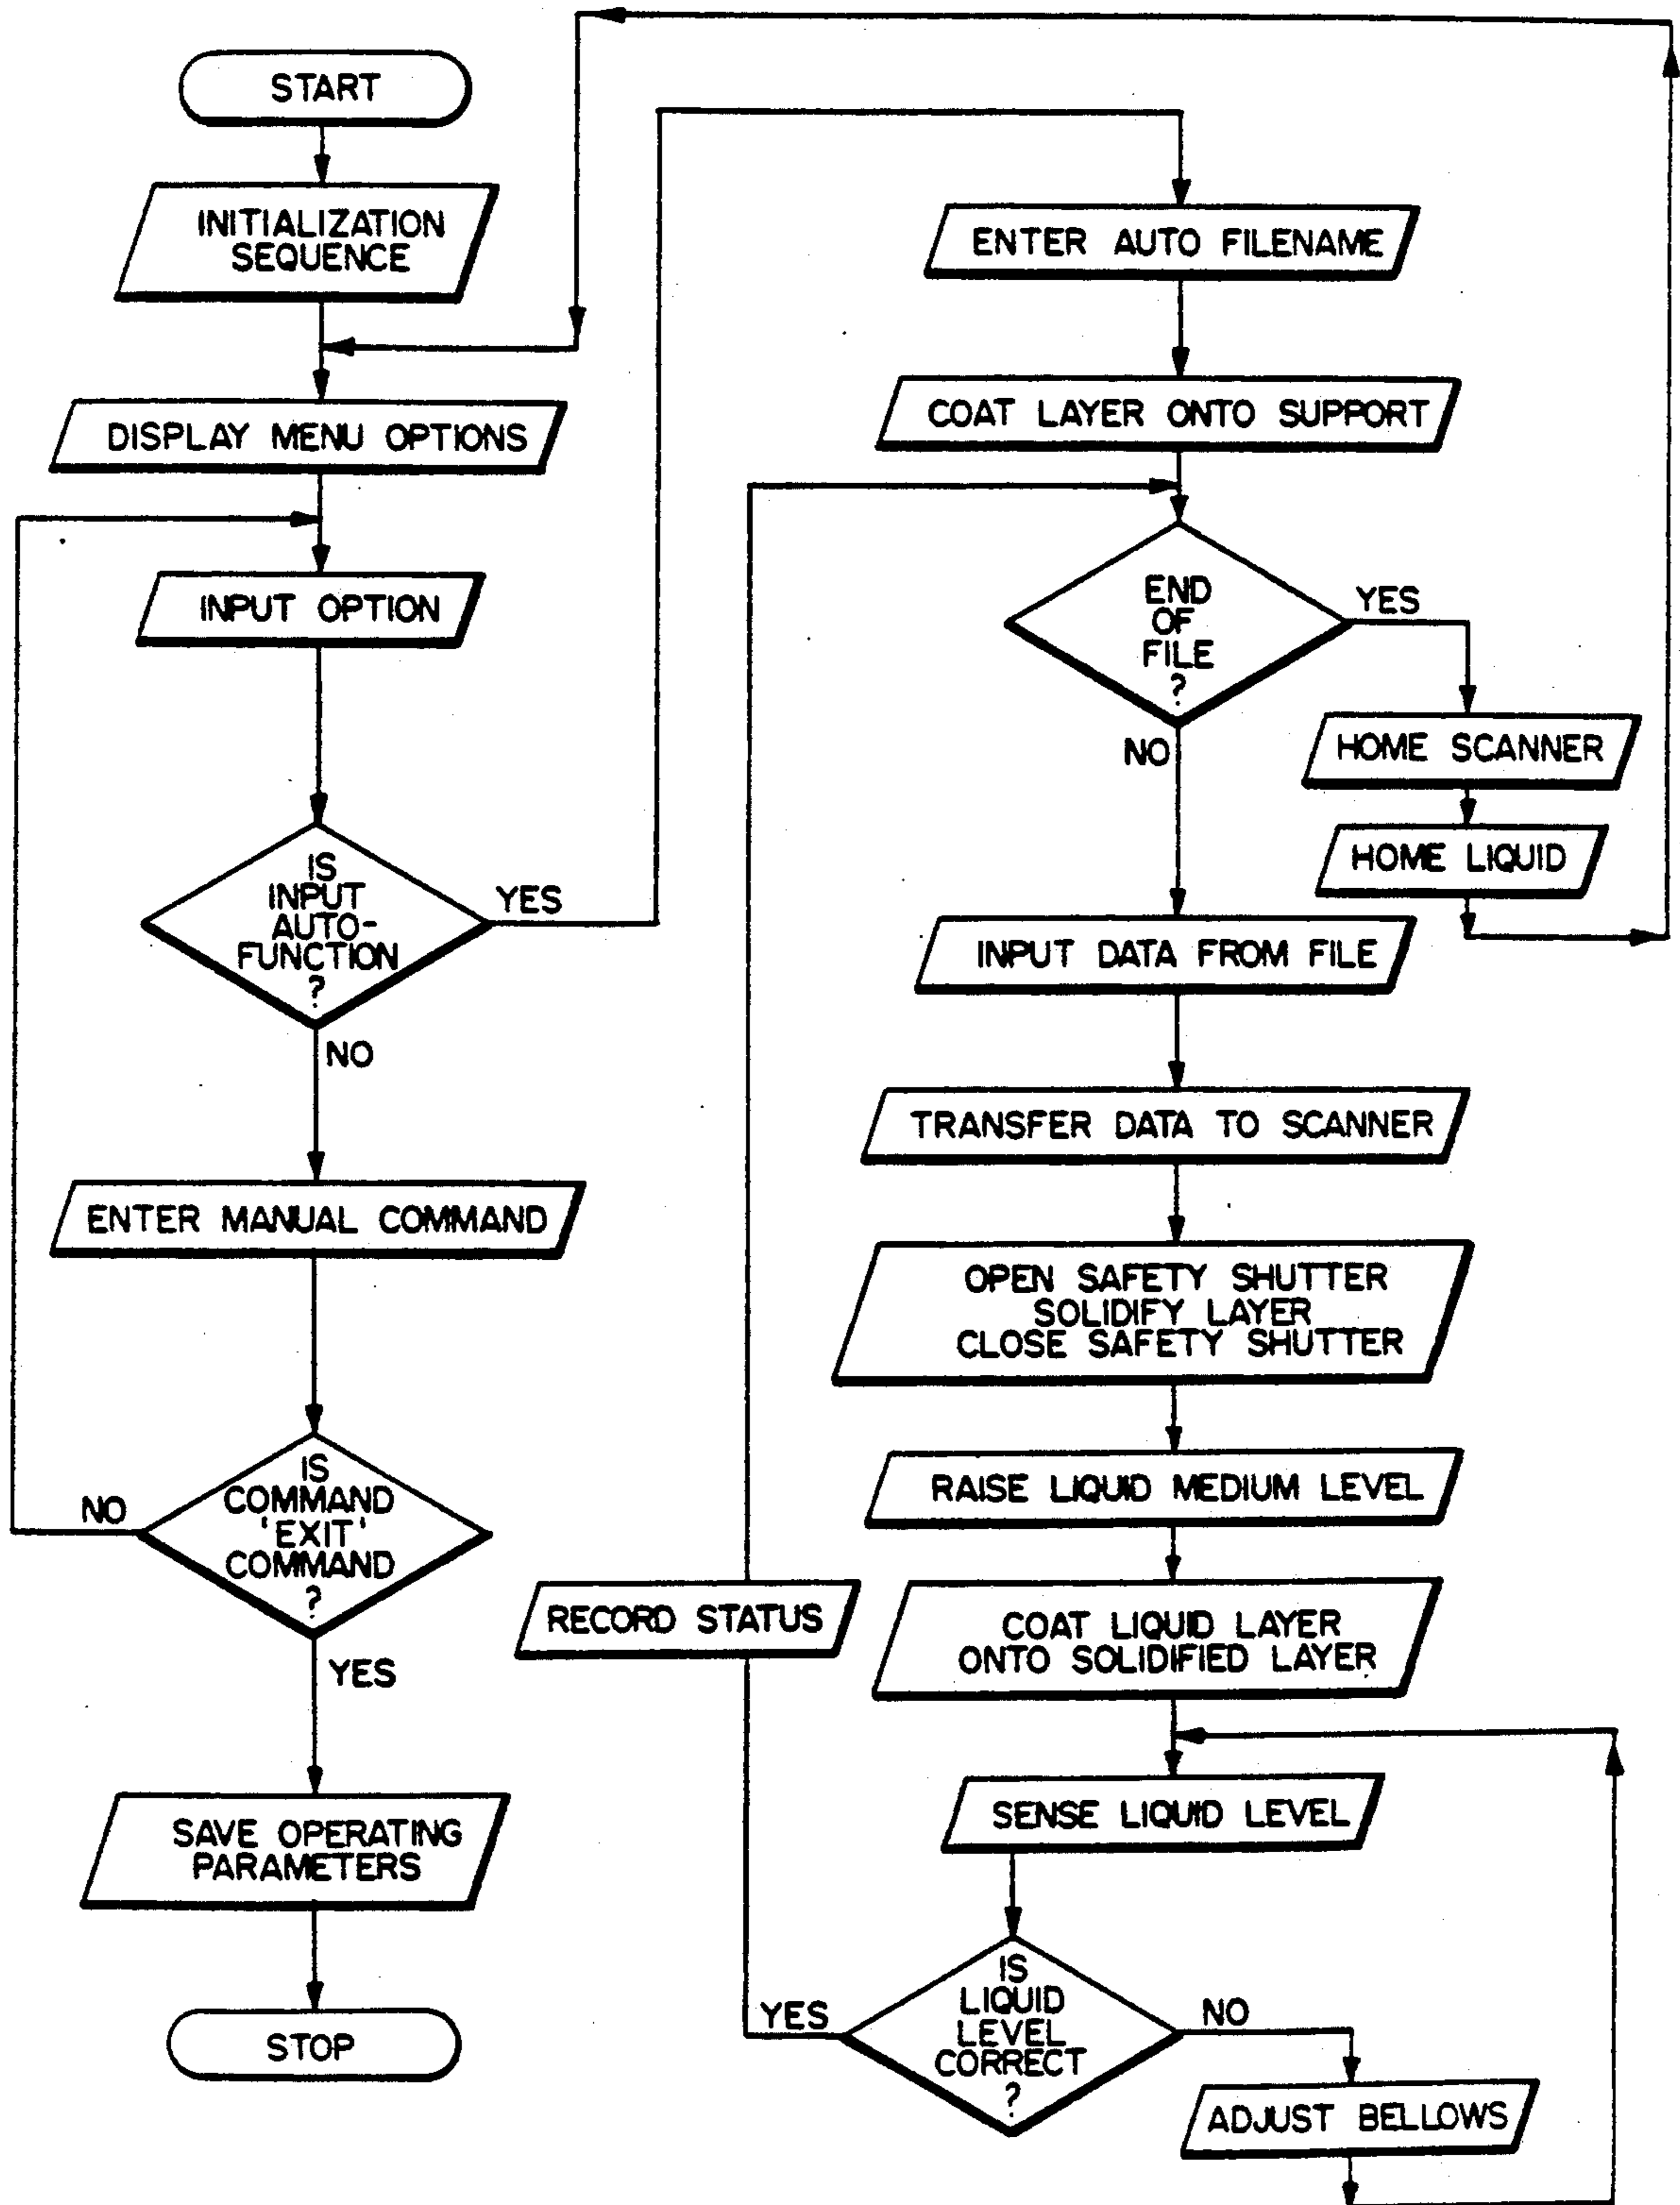 START
INITIALIZATION
SEQUENCE
DISPLAY MENU OPTIONS
INPUT OPTION
IS
INPUT
AUTO-
FUNCTION
?
YES
NO
ENTER MANUAL COMMAND
IS
COMMAND
'EXIT'
COMMAND
?
NO
YES
SAVE OPERATING
PARAMETERS
STOP
ENTER AUTO FILENAME
COAT LAYER ONTO SUPPORT
END
OF
FILE
?
YES
NO
HOME SCANNER
HOME LIQUID
INPUT DATA FROM FILE
TRANSFER DATA TO SCANNER
OPEN SAFETY SHUTTER
SOLIDIFY LAYER
CLOSE SAFETY SHUTTER
RAISE LIQUID MEDIUM LEVEL
COAT LIQUID LAYER
ONTO SOLIDIFIED LAYER
SENSE LIQUID LEVEL
IS
LIQUID
LEVEL
CORRECT
?
YES
NO
RECORD STATUS
ADJUST BELLOWS